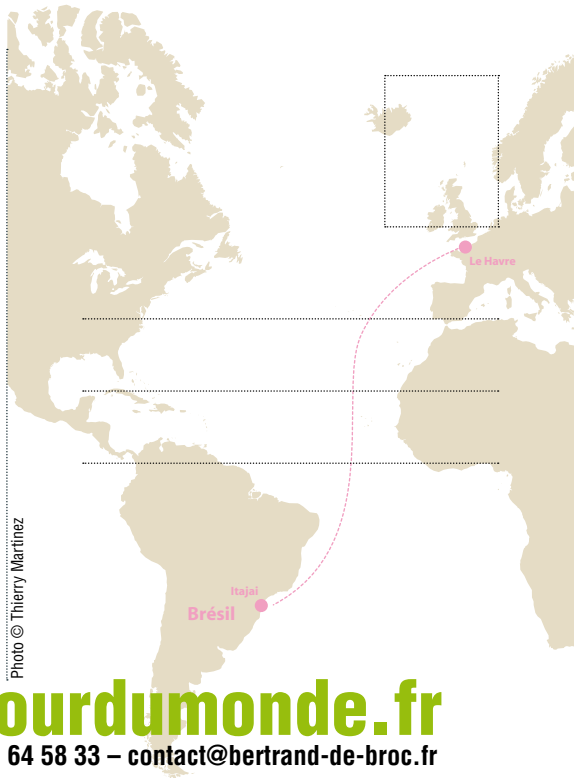 Le Havre
Itajai
Brésil
Photo © Thierry Martinez
ourdumonde.fr
64 58 33 – contact@bertrand-de-broc.fr